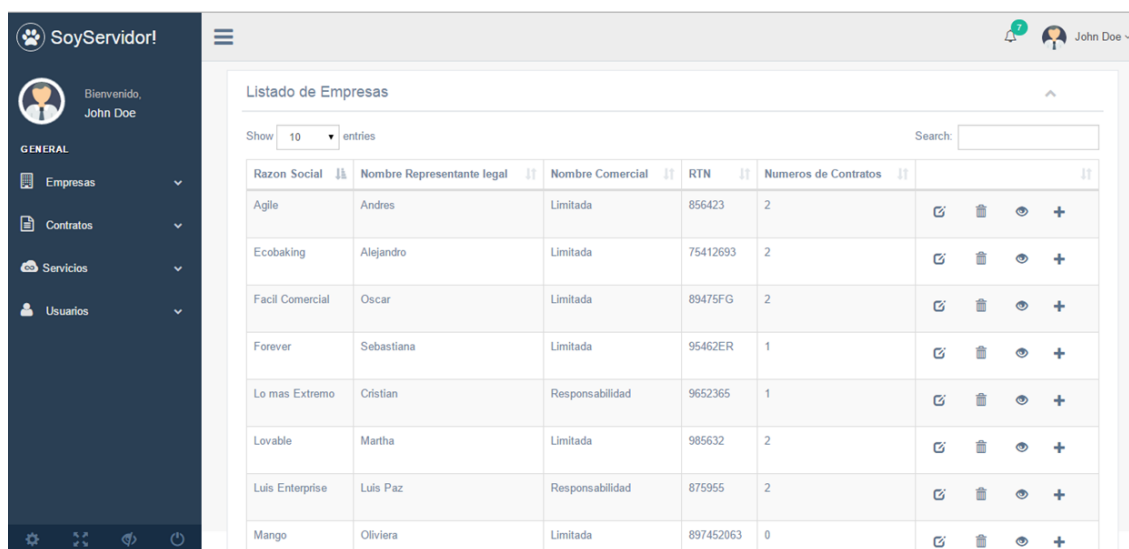 SoyServidor!
7
John Doe
Bienvenido,
John Doe
GENERAL
Empresas
Contratos
Servicios
Usuarios
Listado de Empresas
Show 10 entries Search:
Razon Social Nombre Representante legal Nombre Comercial RTN Numeros de Contratos
Agile Andres Limitada 856423 2
Ecobaking Alejandro Limitada 75412693 2
Facil Comercial Oscar Limitada 89475FG 2
Forever Sebastiana Limitada 95462ER 1
Lo mas Extremo Cristian Responsabilidad 9652365 1
Lovable Martha Limitada 985632 2
Luis Enterprise Luis Paz Responsabilidad 875955 2
Mango Oliviera Limitada 897452063 0